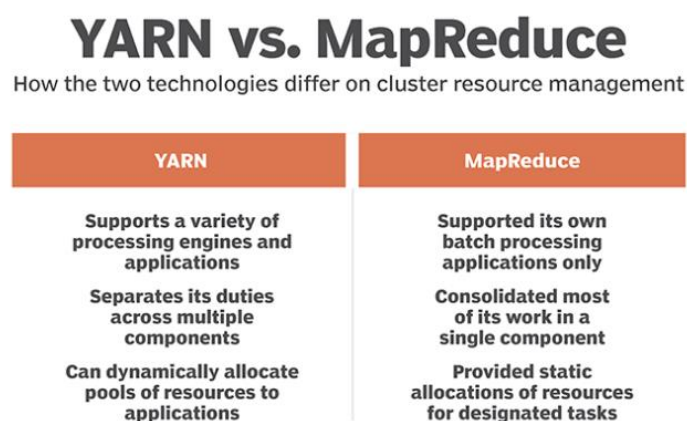 YARN vs. MapReduce
How the two technologies differ on cluster resource management
YARN
MapReduce
Supports a variety of
processing engines and
applications
Supported its own
batch processing
applications only
Separates its duties
across multiple
components
Consolidated most
of its work in a
single component
Can dynamically allocate
pools of resources to
applications
Provided static
allocations of resources
for designated tasks